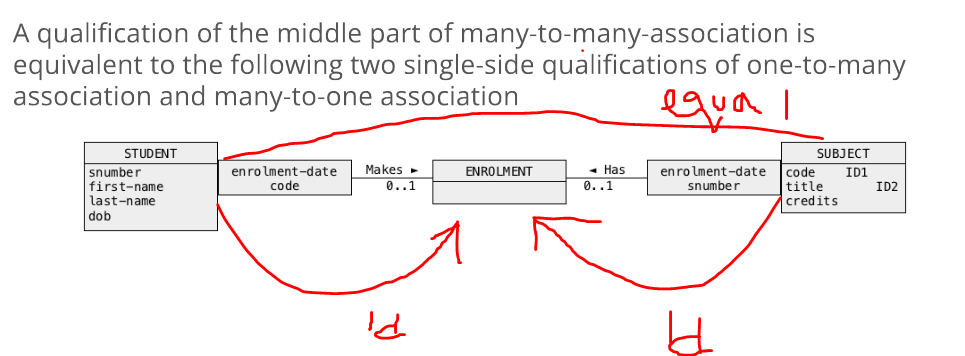 A qualification of the middle part of many-to-many-association is
equivalent to the following two single-side qualifications of one-to-many
association and many-to-one association
equal
STUDENT
snumber
first-name
last-name
dob
enrolment-date
code
Makes ►
0..1
ENROLMENT
◄ Has
0..1
enrolment-date
snumber
SUBJECT
code ID1
title ID2
credits